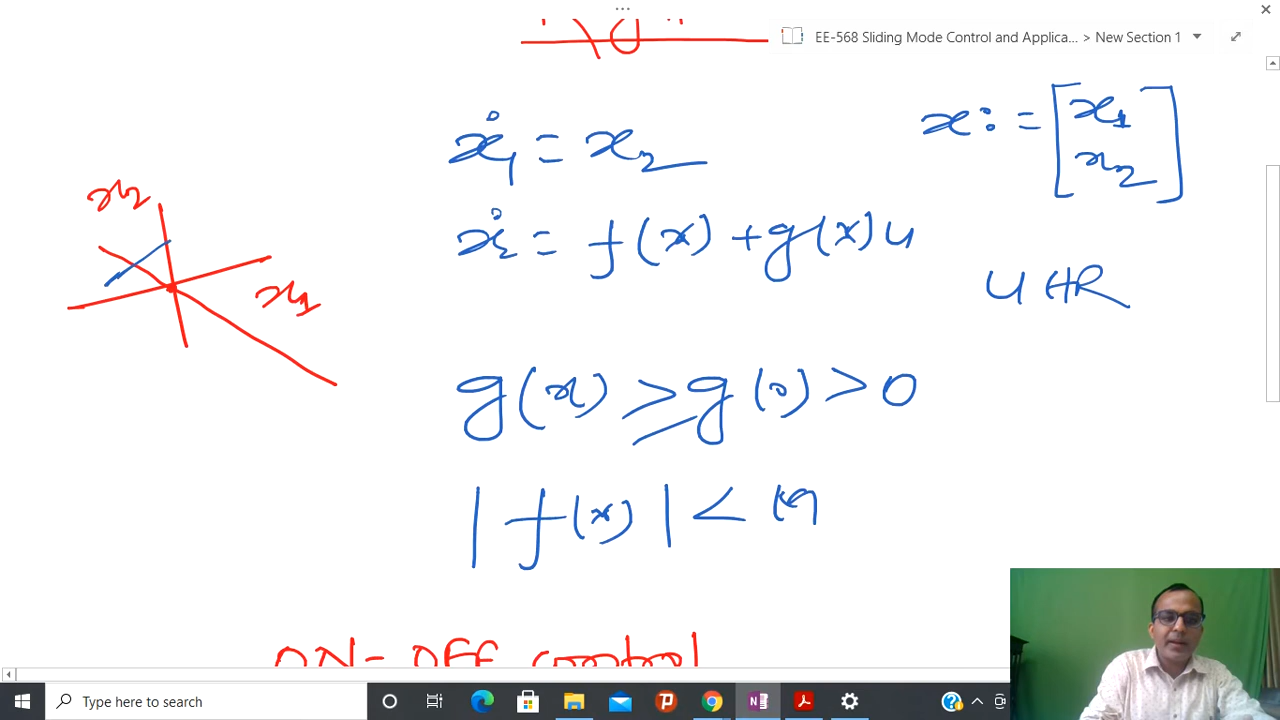 EE-568 Sliding Mode Control and Applica... > New Section 1
ẋ1 = x2
x := [x1
x2]
ẋ2 = f(x) + g(x)u
x2
x1
g(x) ≥ g(0) > 0
| f(x) | <
ON-OFF control
Type here to search